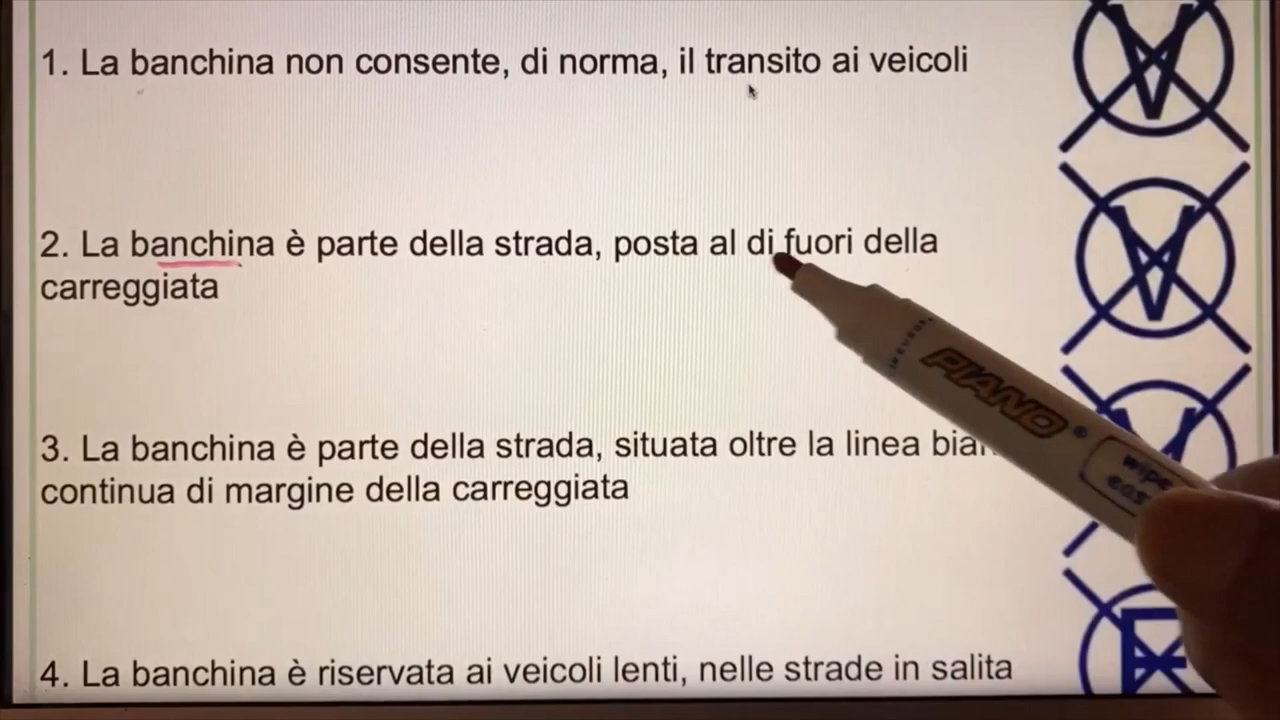 1. La banchina non consente, di norma, il transito ai veicoli
V
2. La banchina è parte della strada, posta al di fuori della
carreggiata
V
PIANO
wipe
3. La banchina è parte della strada, situata oltre la linea
continua di margine della carreggiata
V
4. La banchina è riservata ai veicoli lenti, nelle strade in salita
F